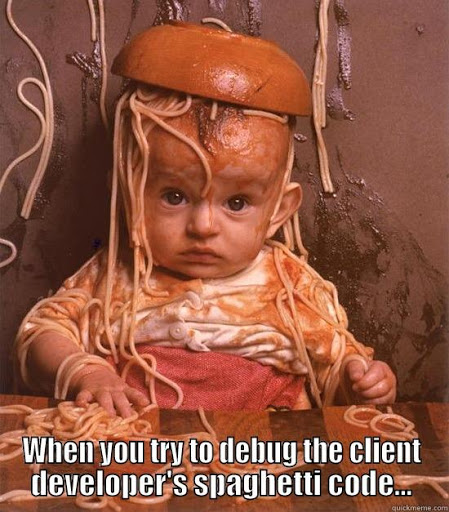 When you try to debug the client
developer's spaghetti code...
quickmeme.com